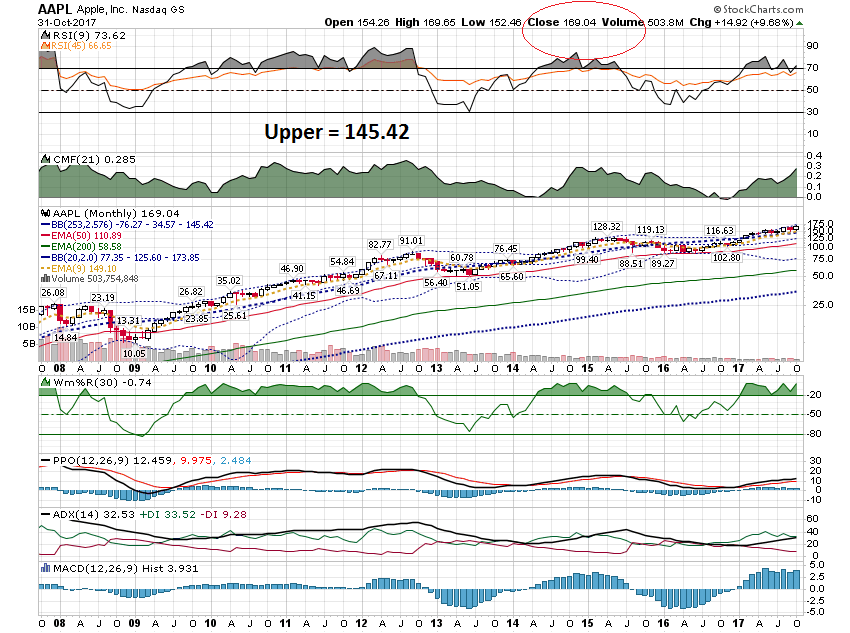 AAPL Apple, Inc. Nasdaq GS
© StockCharts.com
31-Oct-2017
Open 154.26 High 169.65 Low 152.46 Close 169.04 Volume 503.8M Chg +14.92 (+9.68%)
RSI(9) 73.62
RSI(45) 66.65
90
70
50
30
10
Upper = 145.42
CMF(21) 0.285
0.4
0.3
0.2
0.1
0.0
AAPL (Monthly) 169.04
BB(253,2.576) -76.27 - 34.57 - 145.42
EMA(50) 110.89
EMA(200) 58.58
BB(20,2.0) 77.35 - 125.60 - 173.85
EMA(9) 149.10
Volume 503,754,848
26.08 14.84 23.19 13.31 10.05 26.82 23.85 35.02 25.61 46.90 41.15 54.84 46.69 82.77 67.11 91.01 56.40 60.78 51.05 76.45 65.60 99.40 128.32 88.51 119.13 89.27 116.63 102.80
175.0
150.0
125.0
100.0
75.0
50.0
25.0
15B
10B
5B
08 A J O 09 A J O 10 A J O 11 A J O 12 A J O 13 A J O 14 A J O 15 A J O 16 A J O 17 A J O
Wm%R(30) -0.74
-20
-50
-80
PPO(12,26,9) 12.459, 9.975, 2.484
30
20
10
0
-10
ADX(14) 32.53 +DI 33.52 -DI 9.28
60
40
20
0
MACD(12,26,9) Hist 3.931
5.0
2.5
0.0
-2.5
-5.0
08 A J O 09 A J O 10 A J O 11 A J O 12 A J O 13 A J O 14 A J O 15 A J O 16 A J O 17 A J O